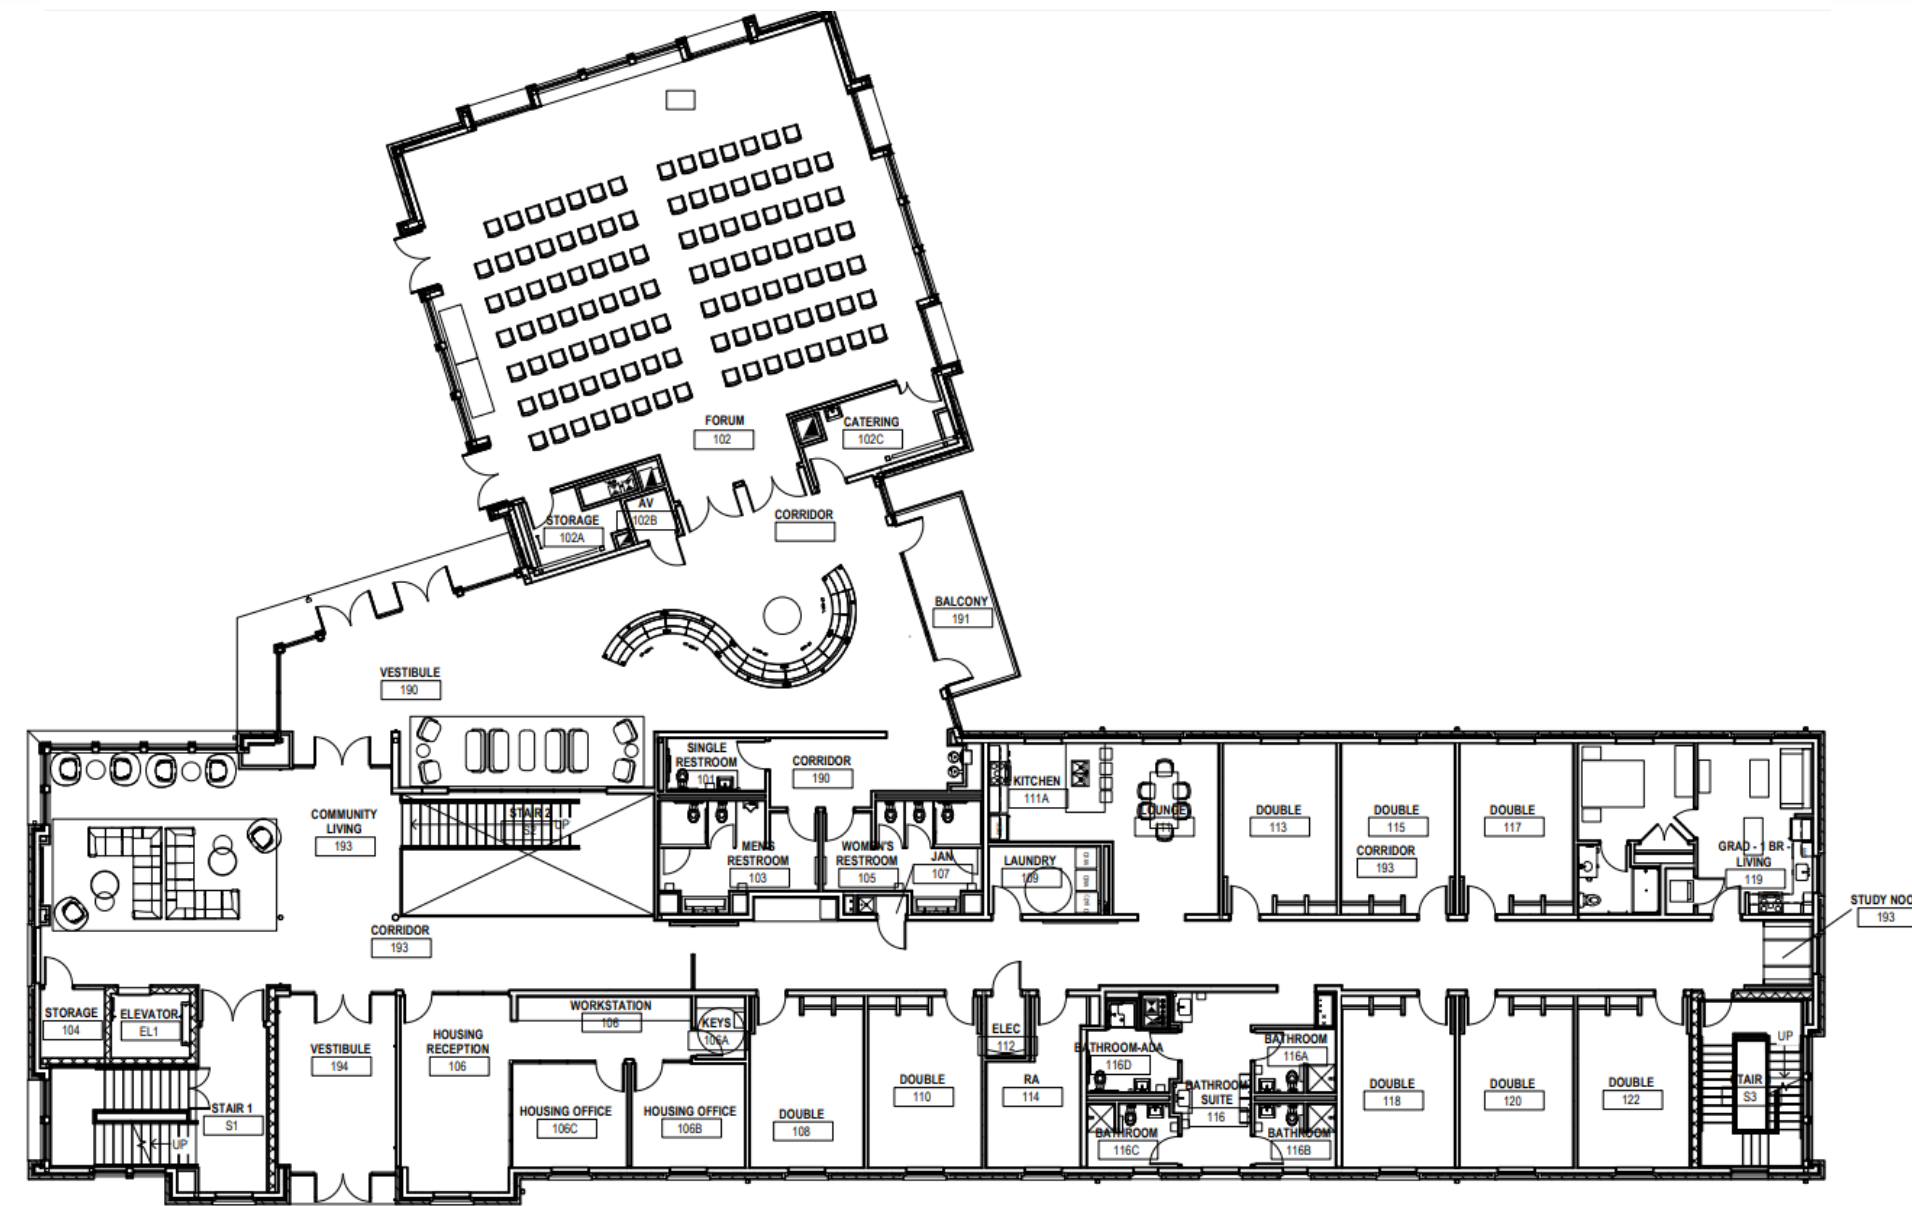 FORUM
102
CATERING
102C
AV
102B
STORAGE
102A
CORRIDOR
BALCONY
191
VESTIBULE
190
SINGLE
RESTROOM
101
CORRIDOR
190
KITCHEN
111A
LOUNGE
COMMUNITY
LIVING
193
STAIR 2
S2
UP
MEN'S
RESTROOM
103
WOMEN'S
RESTROOM
105
JAN
107
LAUNDRY
109
DOUBLE
113
DOUBLE
115
CORRIDOR
193
DOUBLE
117
GRAD - 1 BR -
LIVING
119
STUDY NOO
193
CORRIDOR
193
STORAGE
104
ELEVATOR
EL1
VESTIBULE
194
HOUSING
RECEPTION
106
WORKSTATION
106
KEYS
106A
STAIR 1
S1
UP
HOUSING OFFICE
106C
HOUSING OFFICE
106B
DOUBLE
108
DOUBLE
110
ELEC
112
RA
114
BATHROOM-ADA
116D
BATHROOM
116A
BATHROOM
SUITE
116
BATHROOM
116C
BATHROOM
116B
DOUBLE
118
DOUBLE
120
DOUBLE
122
UP
STAIR
S3